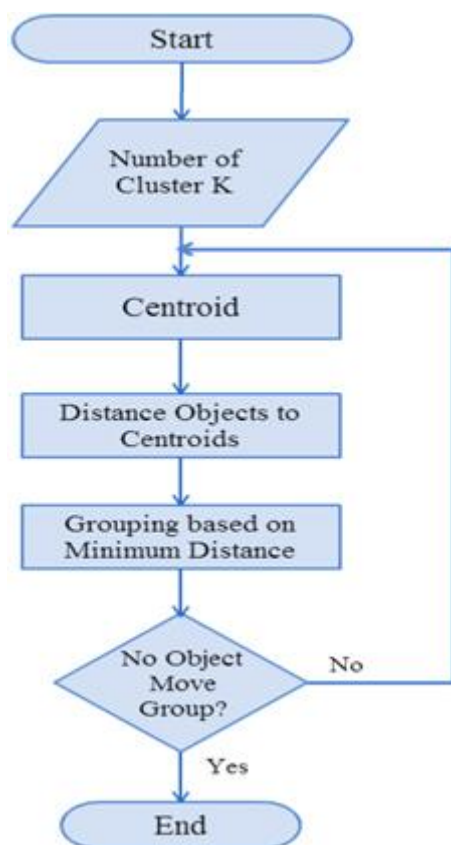 Start
Number of
Cluster K
Centroid
Distance Objects to
Centroids
Grouping based on
Minimum Distance
No Object
Move
Group?
No
Yes
End